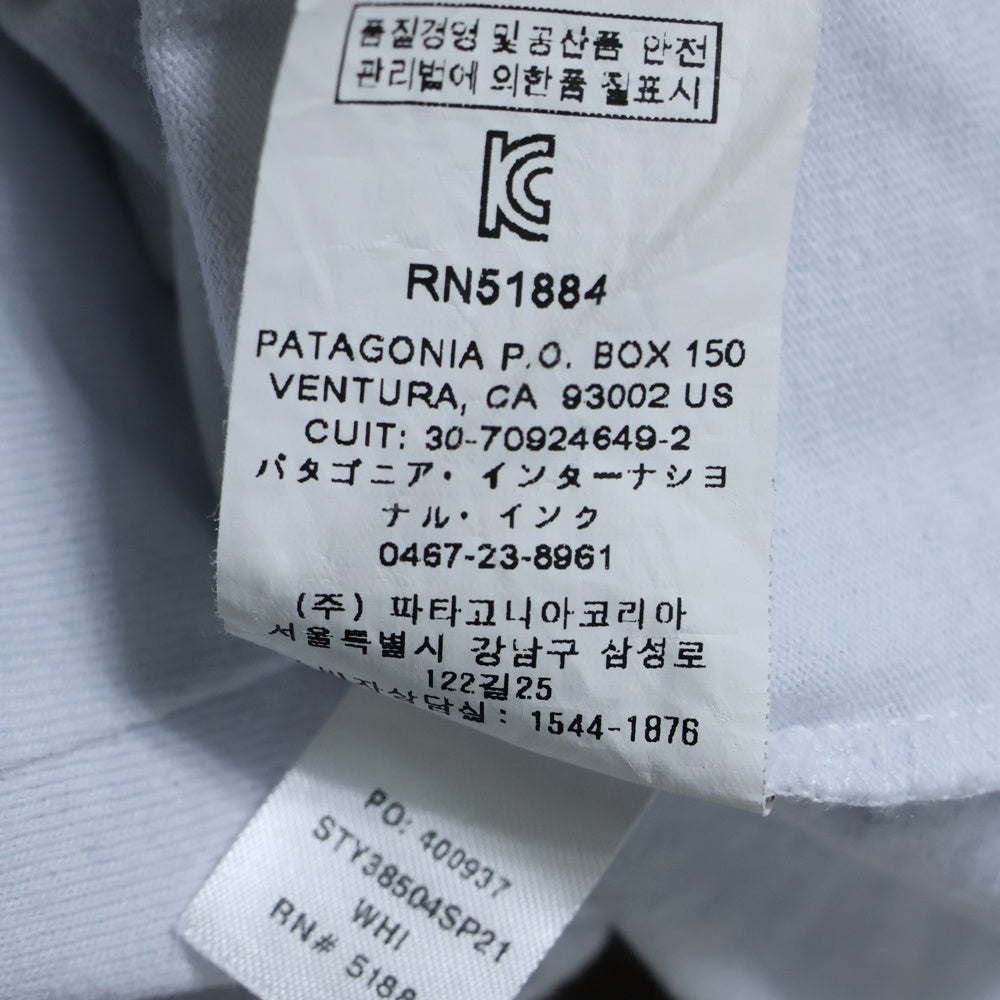 품질경영 및 공산품 안전
관리법에 의한 품질표시
KC
RN51884
PATAGONIA P.O. BOX 150
VENTURA, CA 93002 US
CUIT: 30-70924649-2
パタゴニア・インターナショ
ナル・インク
0467-23-8961
(주) 파타고니아코리아
서울특별시 강남구 삼성로
122길25
1544-1876
PO: 400937
STY38504SP21
WHI
RN# 5188